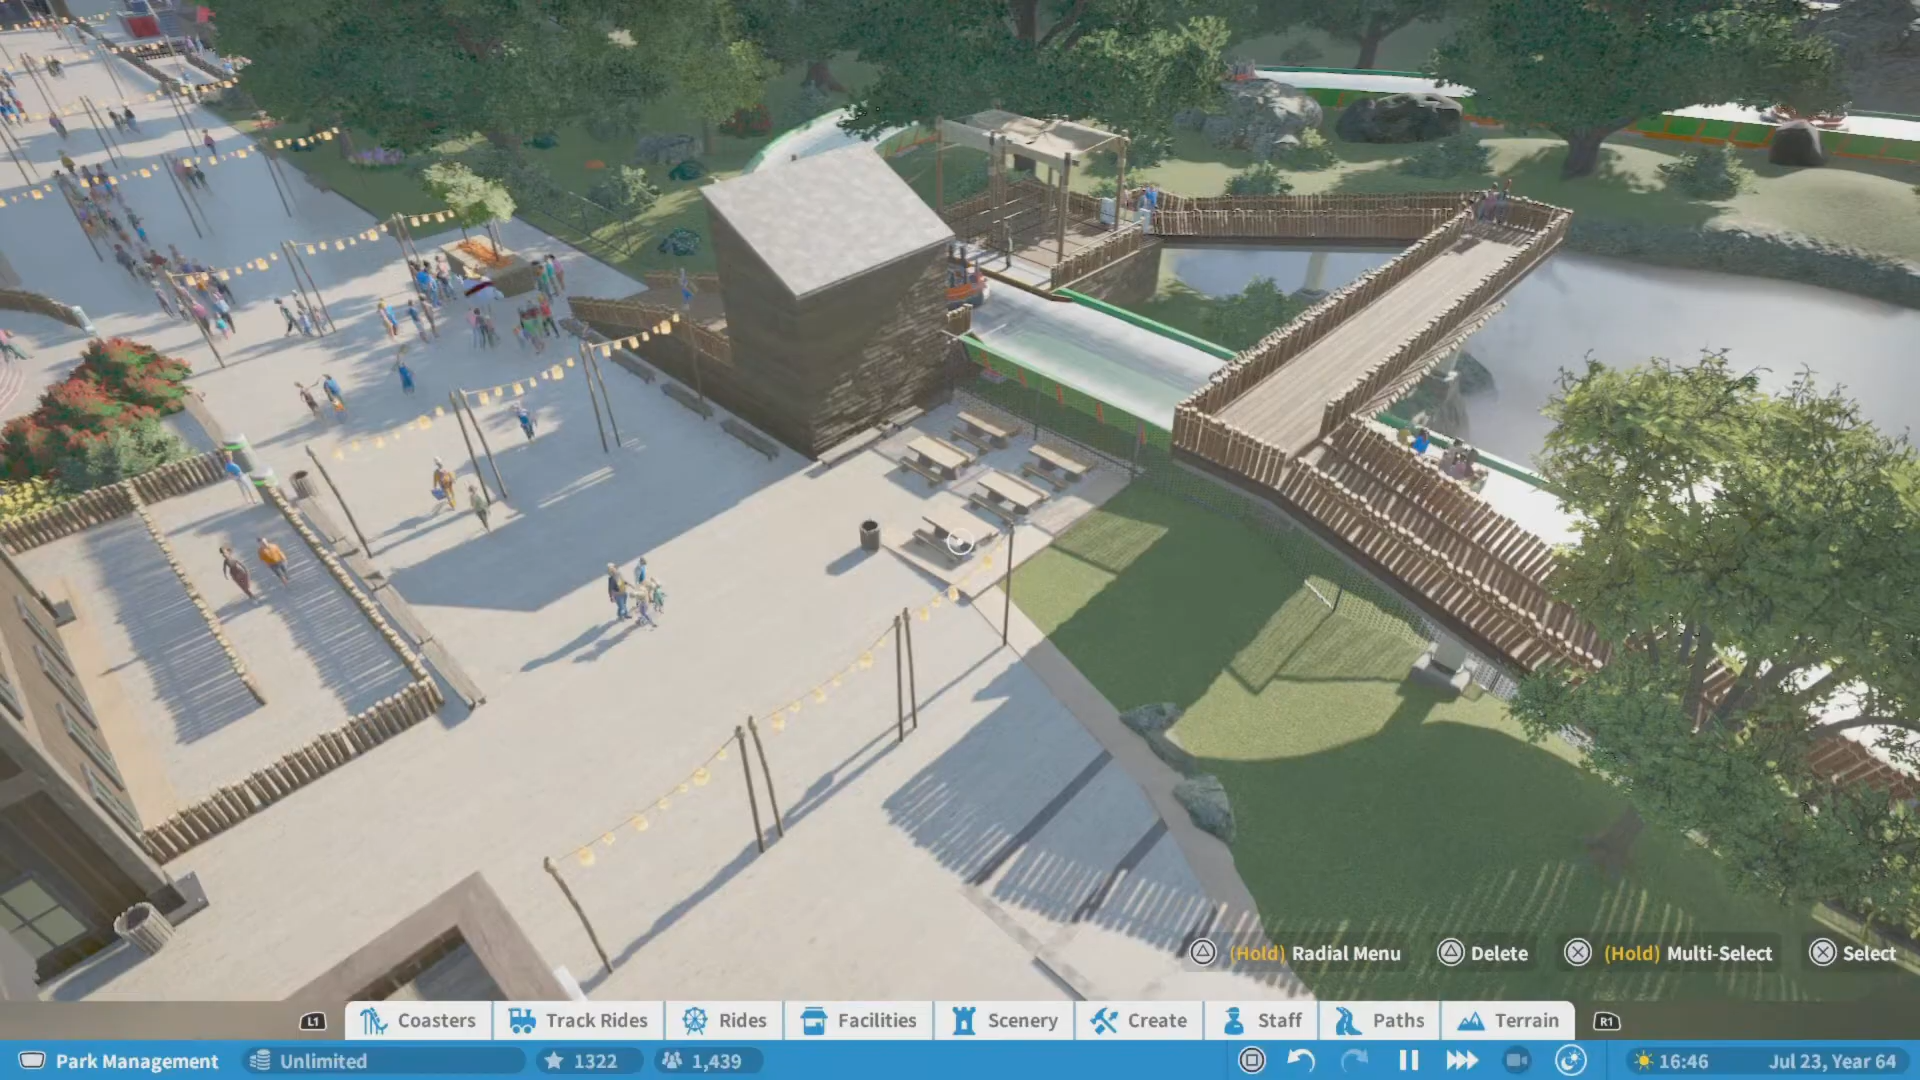 (Hold) Radial Menu Delete (Hold) Multi-Select Select
L1 Coasters Track Rides Rides Facilities Scenery Create Staff Paths Terrain R1
Park Management Unlimited 1322 1,439 16:46 Jul 23, Year 64